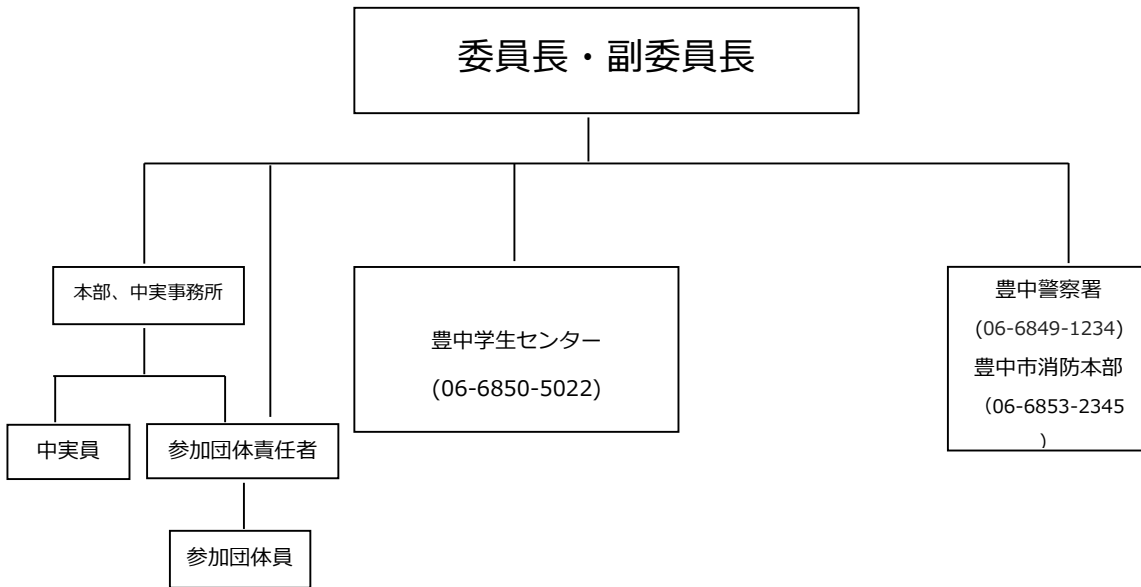 委員長・副委員長
本部、中実事務所
豊中学生センター
(06-6850-5022)
豊中警察署
(06-6849-1234)
豊中市消防本部
（06-6853-2345
）
中実員
参加団体責任者
参加団体員